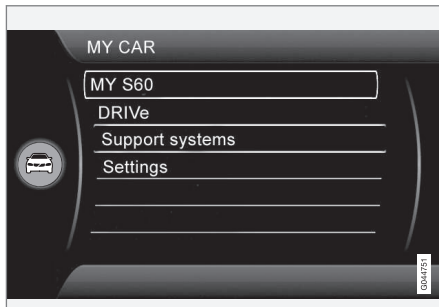 MY CAR
MY S60
DRIVe
Support systems
Settings
G044751